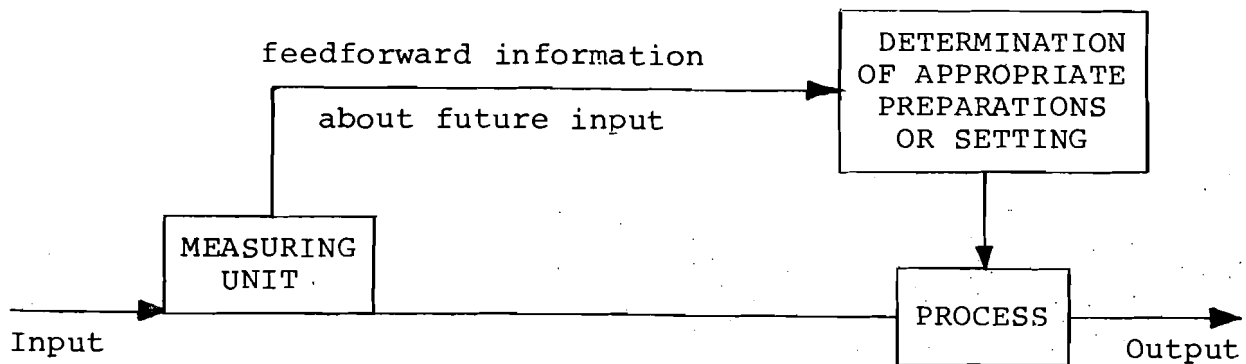 feedforward information
about future input
DETERMINATION
OF APPROPRIATE
PREPARATIONS
OR SETTING
MEASURING
UNIT
PROCESS
Input
Output